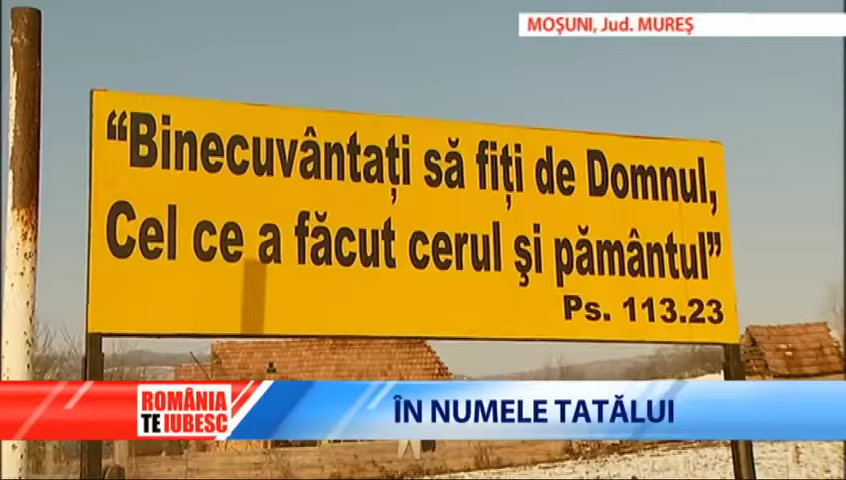 MOŞUNI, Jud. MUREŞ
“Binecuvântaţi să fiţi de Domnul,
Cel ce a făcut cerul şi pământul”
Ps. 113.23
ROMÂNIA
TE IUBESC
ÎN NUMELE TATĂLUI